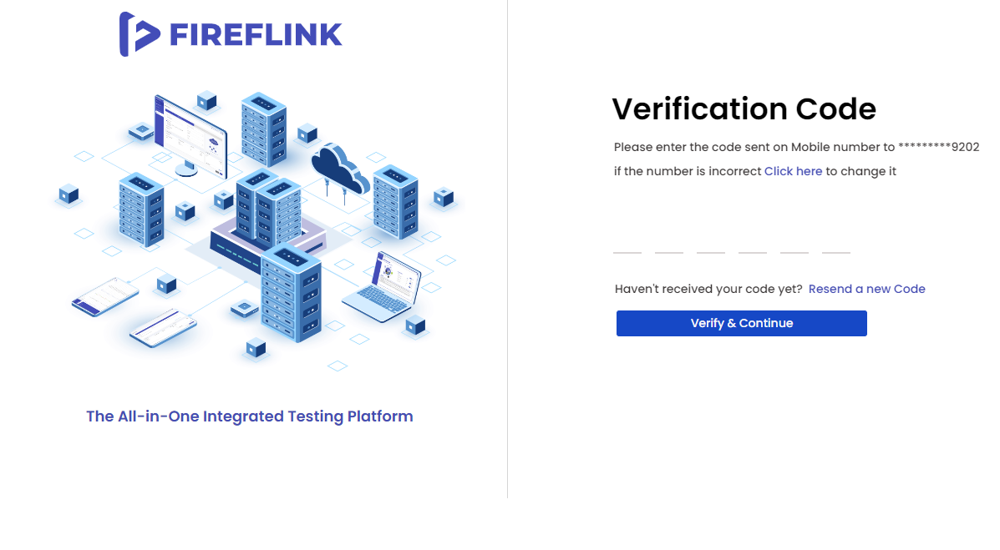 FIREFLINK
The All-in-One Integrated Testing Platform
Verification Code
Please enter the code sent on Mobile number to *********9202
if the number is incorrect Click here to change it
Haven't received your code yet? Resend a new Code
Verify & Continue